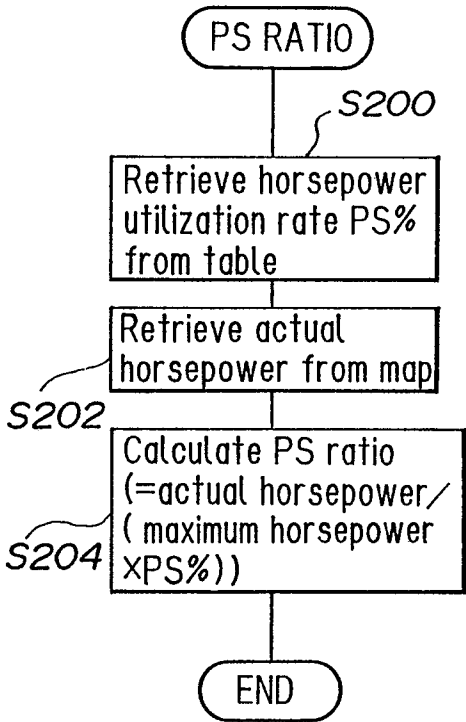 PS RATIO
S200
Retrieve horsepower
utilization rate PS%
from table
Retrieve actual
horsepower from map
S202
Calculate PS ratio
(=actual horsepower/
( maximum horsepower
×PS%))
S204
END